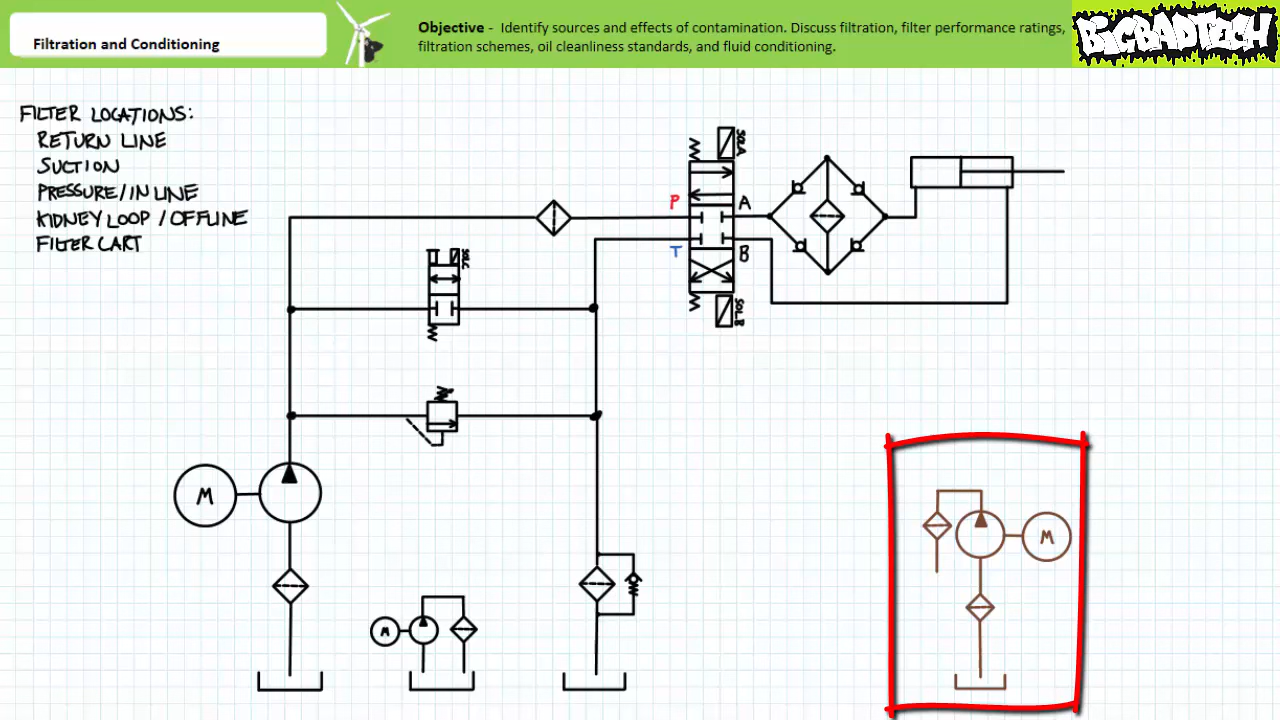 Filtration and Conditioning
Objective - Identify sources and effects of contamination. Discuss filtration, filter performance ratings,
filtration schemes, oil cleanliness standards, and fluid conditioning.
BIGBADTECH
FILTER LOCATIONS:
RETURN LINE
SUCTION
PRESSURE/IN LINE
KIDNEY LOOP / OFFLINE
FILTER CART
SOL A
P
A
T
B
SOL B
SOL C
M
M
M